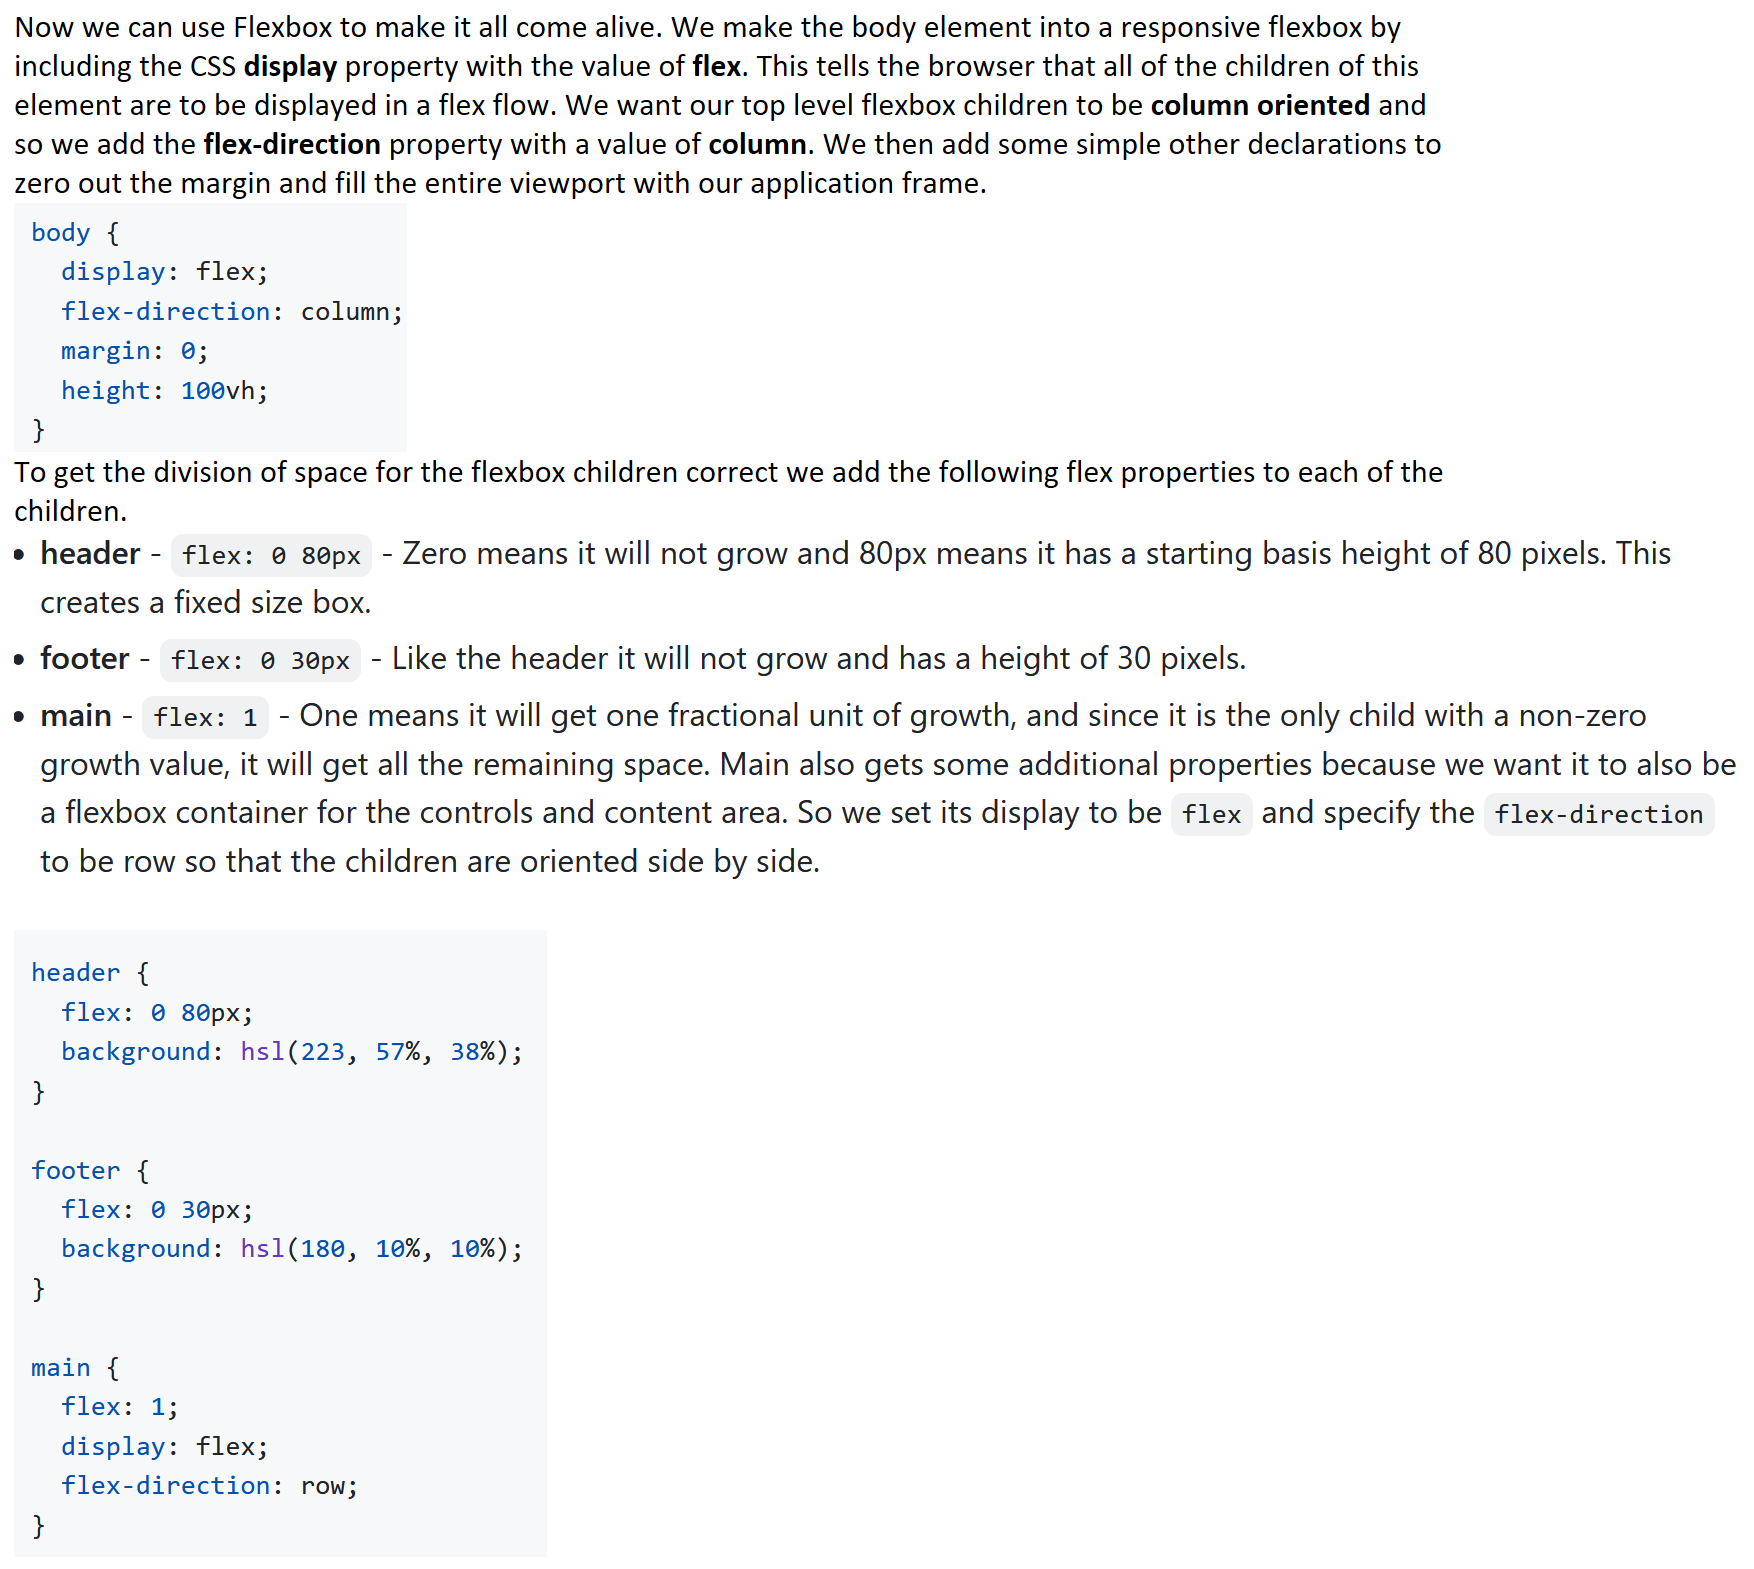 Now we can use Flexbox to make it all come alive. We make the body element into a responsive flexbox by
including the CSS display property with the value of flex. This tells the browser that all of the children of this
element are to be displayed in a flex flow. We want our top level flexbox children to be column oriented and
so we add the flex-direction property with a value of column. We then add some simple other declarations to
zero out the margin and fill the entire viewport with our application frame.
body {
  display: flex;
  flex-direction: column;
  margin: 0;
  height: 100vh;
}
To get the division of space for the flexbox children correct we add the following flex properties to each of the
children.
• header - flex: 0 80px - Zero means it will not grow and 80px means it has a starting basis height of 80 pixels. This
creates a fixed size box.
• footer - flex: 0 30px - Like the header it will not grow and has a height of 30 pixels.
• main - flex: 1 - One means it will get one fractional unit of growth, and since it is the only child with a non-zero
growth value, it will get all the remaining space. Main also gets some additional properties because we want it to also be
a flexbox container for the controls and content area. So we set its display to be flex and specify the flex-direction
to be row so that the children are oriented side by side.
header {
  flex: 0 80px;
  background: hsl(223, 57%, 38%);
}
footer {
  flex: 0 30px;
  background: hsl(180, 10%, 10%);
}
main {
  flex: 1;
  display: flex;
  flex-direction: row;
}